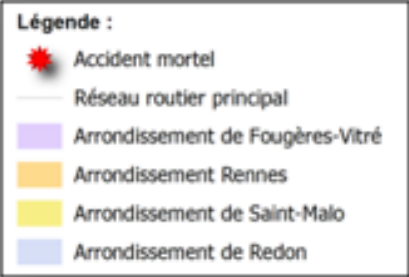 Légende :
Accident mortel
Réseau routier principal
Arrondissement de Fougères-Vitré
Arrondissement Rennes
Arrondissement de Saint-Malo
Arrondissement de Redon